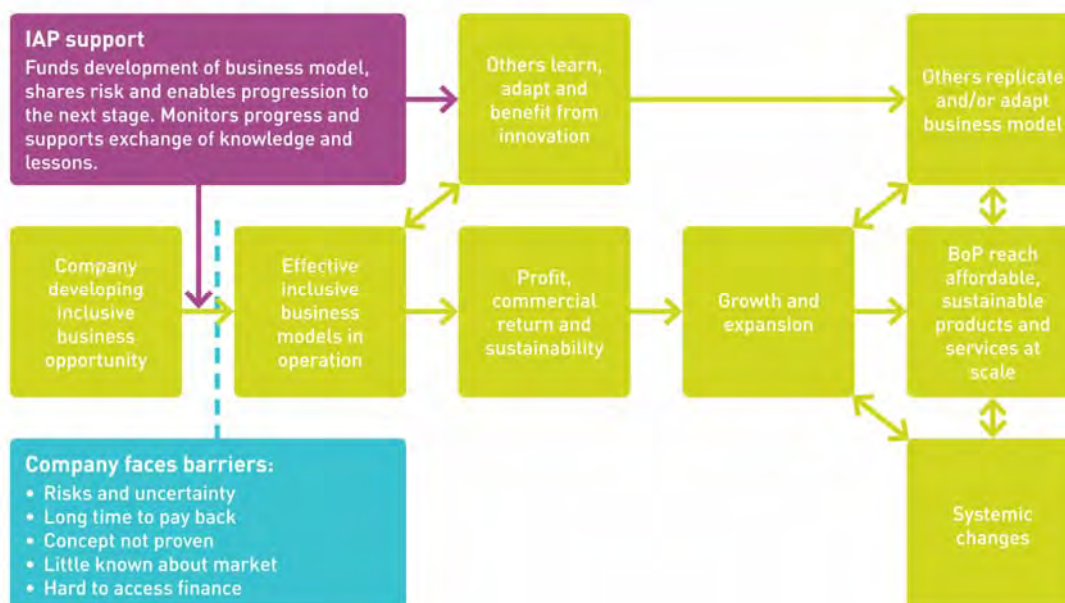 IAP support
Funds development of business model,
shares risk and enables progression to
the next stage. Monitors progress and
supports exchange of knowledge and
lessons.
Others learn,
adapt and
benefit from
innovation
Others replicate
and/or adapt
business model
Company
developing
inclusive
business
opportunity
Effective
inclusive
business
models in
operation
Profit,
commercial
return and
sustainability
Growth and
expansion
BoP reach
affordable,
sustainable
products and
services at
scale
Company faces barriers:
• Risks and uncertainty
• Long time to pay back
• Concept not proven
• Little known about market
• Hard to access finance
Systemic
changes